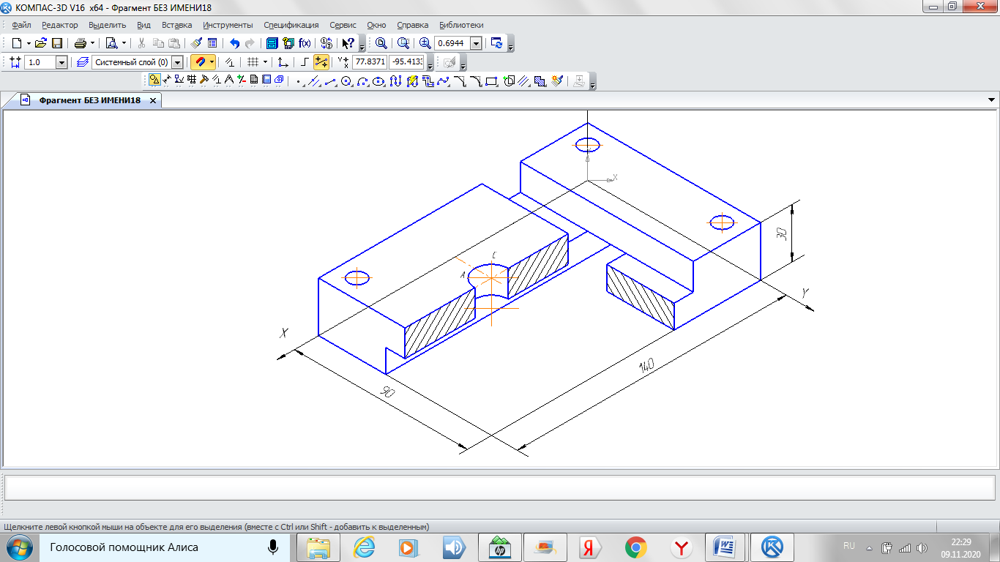 КОМПАС-3D V16  x64 - Фрагмент БЕЗ ИМЕНИ18
Файл Редактор Выделить Вид Вставка Инструменты Спецификация Сервис Окно Справка Библиотеки
f(x) ? 0.6944
1.0 Системный слой (0) Y X 77.8371 -95.4133
Фрагмент БЕЗ ИМЕНИ18
X
30
C
A
Y
X
140
90
Щелкните левой кнопкой мыши на объекте для его выделения (вместе с Ctrl или Shift - добавить к выделенным)
Голосовой помощник Алиса
hp
Я
Y
W
RU
22:29
09.11.2020